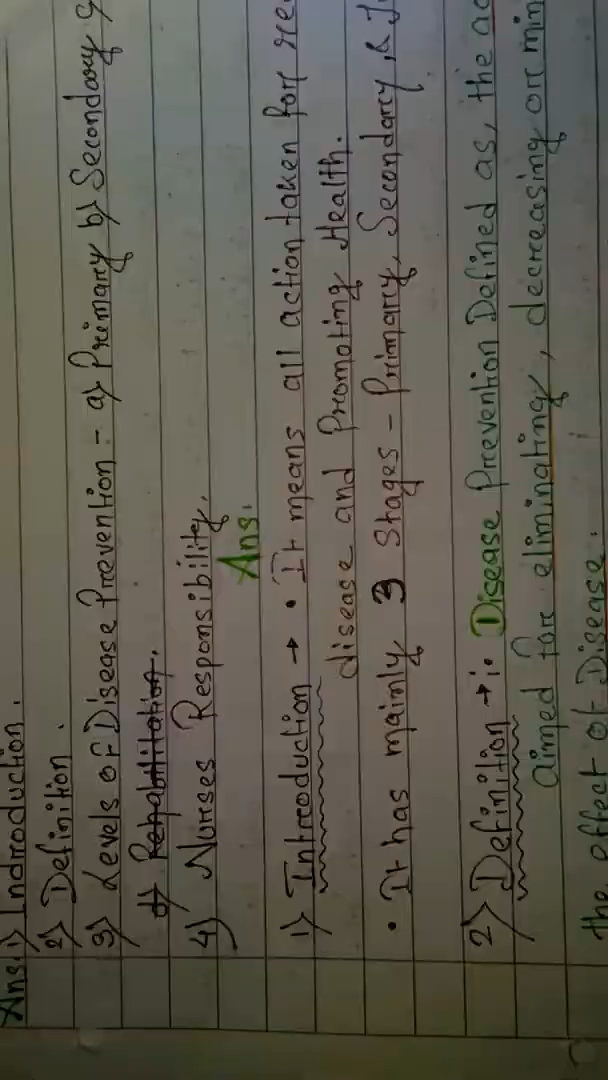 Ans. 1) Indroduction.
2) Definition.
3) Levels of Disease Prevention - a) Primary b) Secondary
d) Rehabilitation.
4) Nurses Responsibility.
Ans.
1) Introduction → • It means all action taken for
disease and Promoting Health.
• It has mainly 3 Stages - Primary, Secondary &
2) Definition → i. Disease Prevention Defined as, the
aimed for eliminating, decreasing or
the effect of Disease.